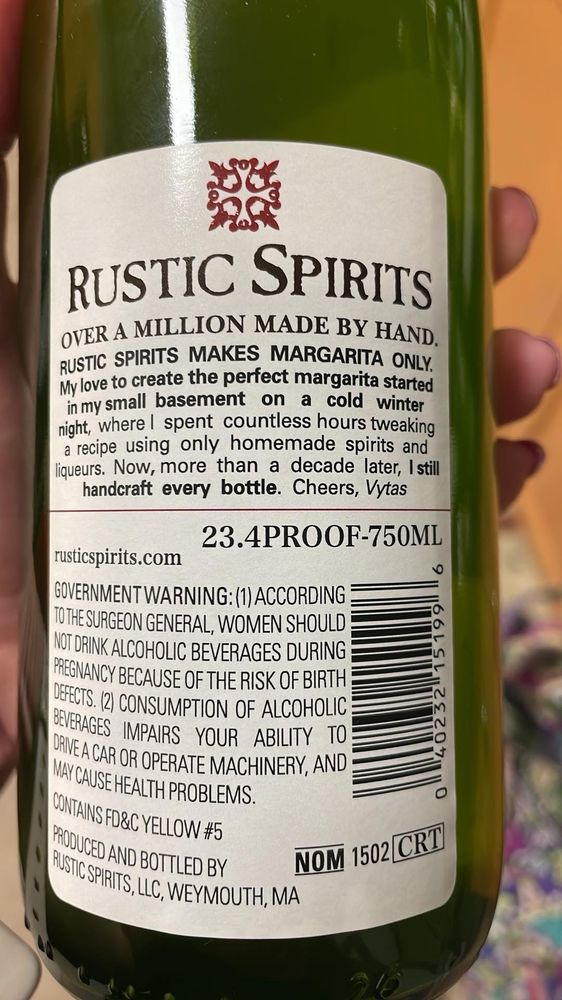 RUSTIC SPIRITS
OVER A MILLION MADE BY HAND.
RUSTIC SPIRITS MAKES MARGARITA ONLY.
My love to create the perfect margarita started
in my small basement on a cold winter
night, where I spent countless hours tweaking
a recipe using only homemade spirits and
liqueurs. Now, more than a decade later, I still
handcraft every bottle. Cheers, Vytas
23.4PROOF-750ML
rusticspirits.com
GOVERNMENT WARNING: (1) ACCORDING
TO THE SURGEON GENERAL, WOMEN SHOULD
NOT DRINK ALCOHOLIC BEVERAGES DURING
PREGNANCY BECAUSE OF THE RISK OF BIRTH
DEFECTS. (2) CONSUMPTION OF ALCOHOLIC
BEVERAGES IMPAIRS YOUR ABILITY TO
DRIVE A CAR OR OPERATE MACHINERY, AND
MAY CAUSE HEALTH PROBLEMS.
0 40232 15199 6
CONTAINS FD&C YELLOW #5
PRODUCED AND BOTTLED BY
RUSTIC SPIRITS, LLC, WEYMOUTH, MA
NOM 1502 CRT